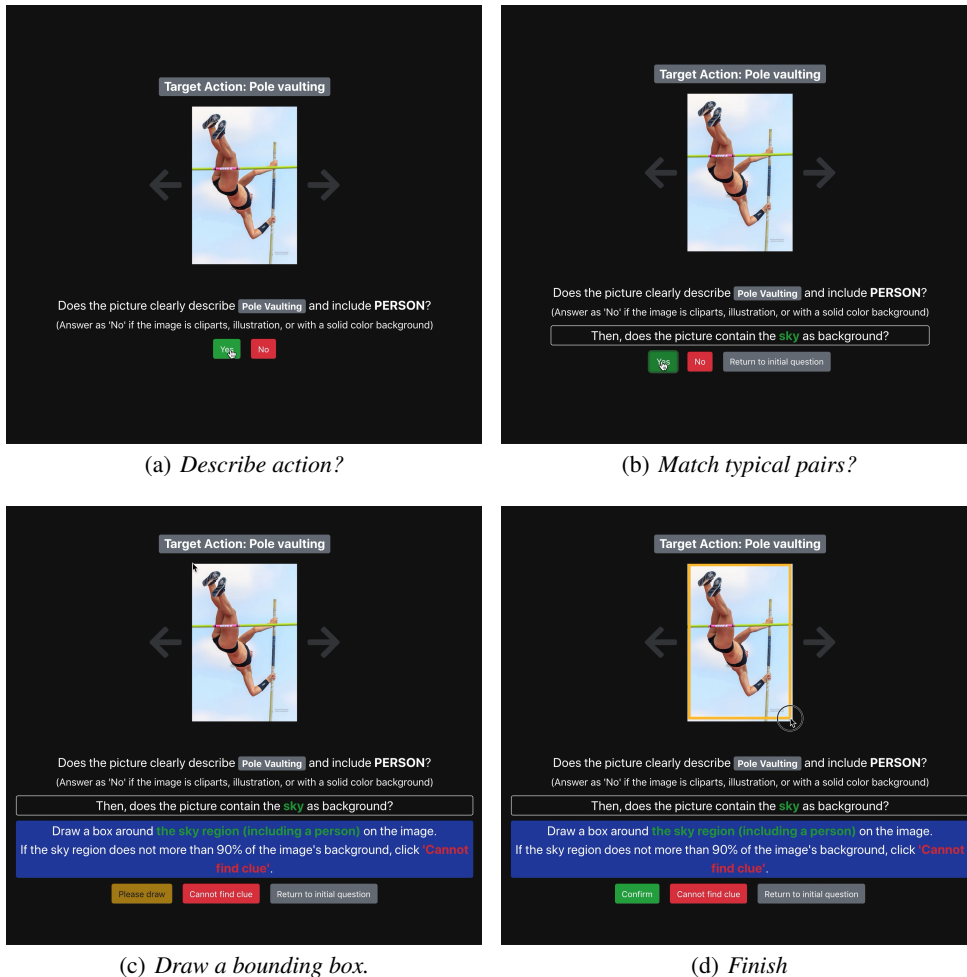 Target Action: Pole vaulting
Does the picture clearly describe Pole Vaulting and include PERSON?
(Answer as 'No' if the image is cliparts, illustration, or with a solid color background)
Yes No
(a) Describe action?
Target Action: Pole vaulting
Does the picture clearly describe Pole Vaulting and include PERSON?
(Answer as 'No' if the image is cliparts, illustration, or with a solid color background)
Then, does the picture contain the sky as background?
Yes No Return to initial question
(b) Match typical pairs?
Target Action: Pole vaulting
Does the picture clearly describe Pole Vaulting and include PERSON?
(Answer as 'No' if the image is cliparts, illustration, or with a solid color background)
Then, does the picture contain the sky as background?
Draw a box around the sky region (including a person) on the image.
If the sky region does not more than 90% of the image's background, click 'Cannot
find clue'.
Please draw Cannot find clue Return to initial question
(c) Draw a bounding box.
Target Action: Pole vaulting
Does the picture clearly describe Pole Vaulting and include PERSON?
(Answer as 'No' if the image is cliparts, illustration, or with a solid color background)
Then, does the picture contain the sky as background?
Draw a box around the sky region (including a person) on the image.
If the sky region does not more than 90% of the image's background, click 'Cannot
find clue'.
Confirm Cannot find clue Return to initial question
(d) Finish